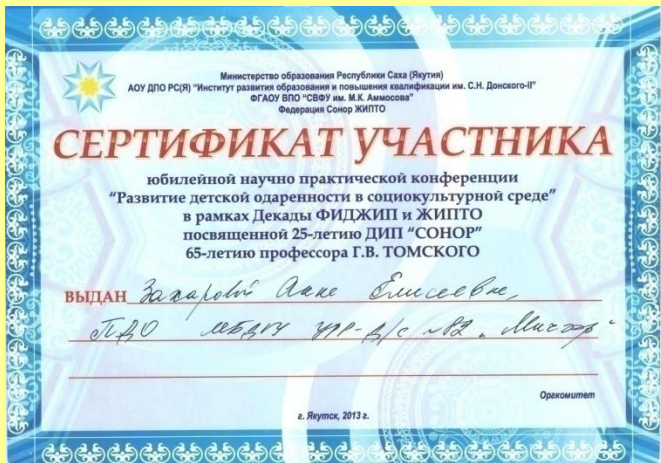 Министерство образования Республики Саха (Якутия)
АОУ ДПО РС(Я) "Институт развития образования и повышения квалификации им. С.Н. Донского-II"
ФГАОУ ВПО "СВФУ им. М.К. Аммосова"
Федерация Сонор ЖИПТО
СЕРТИФИКАТ УЧАСТНИКА
юбилейной научно практической конференции
"Развитие детской одаренности в социокультурной среде"
в рамках Декады ФИДЖИП и ЖИПТО
посвященной 25-летию ДИП "СОНОР"
65-летию профессора Г.В. ТОМСКОГО
ВЫДАН Захаровой Анне Елисеевне,
ПДО МБДОУ ЦРР-Д/с №82 „Мичээр"
Оргкомитет
г. Якутск, 2013 г.